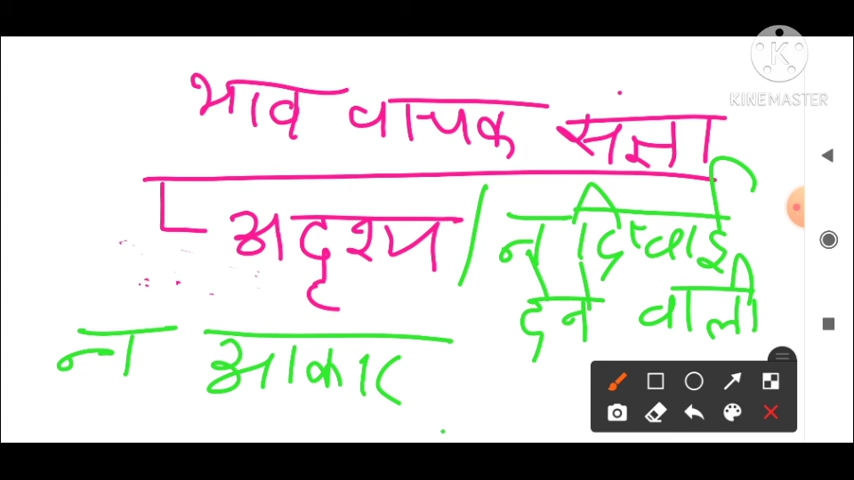 KINEMASTER
भाव वाचक संज्ञा
अदृश्य / न दिखाई
देने वाली
न आकार